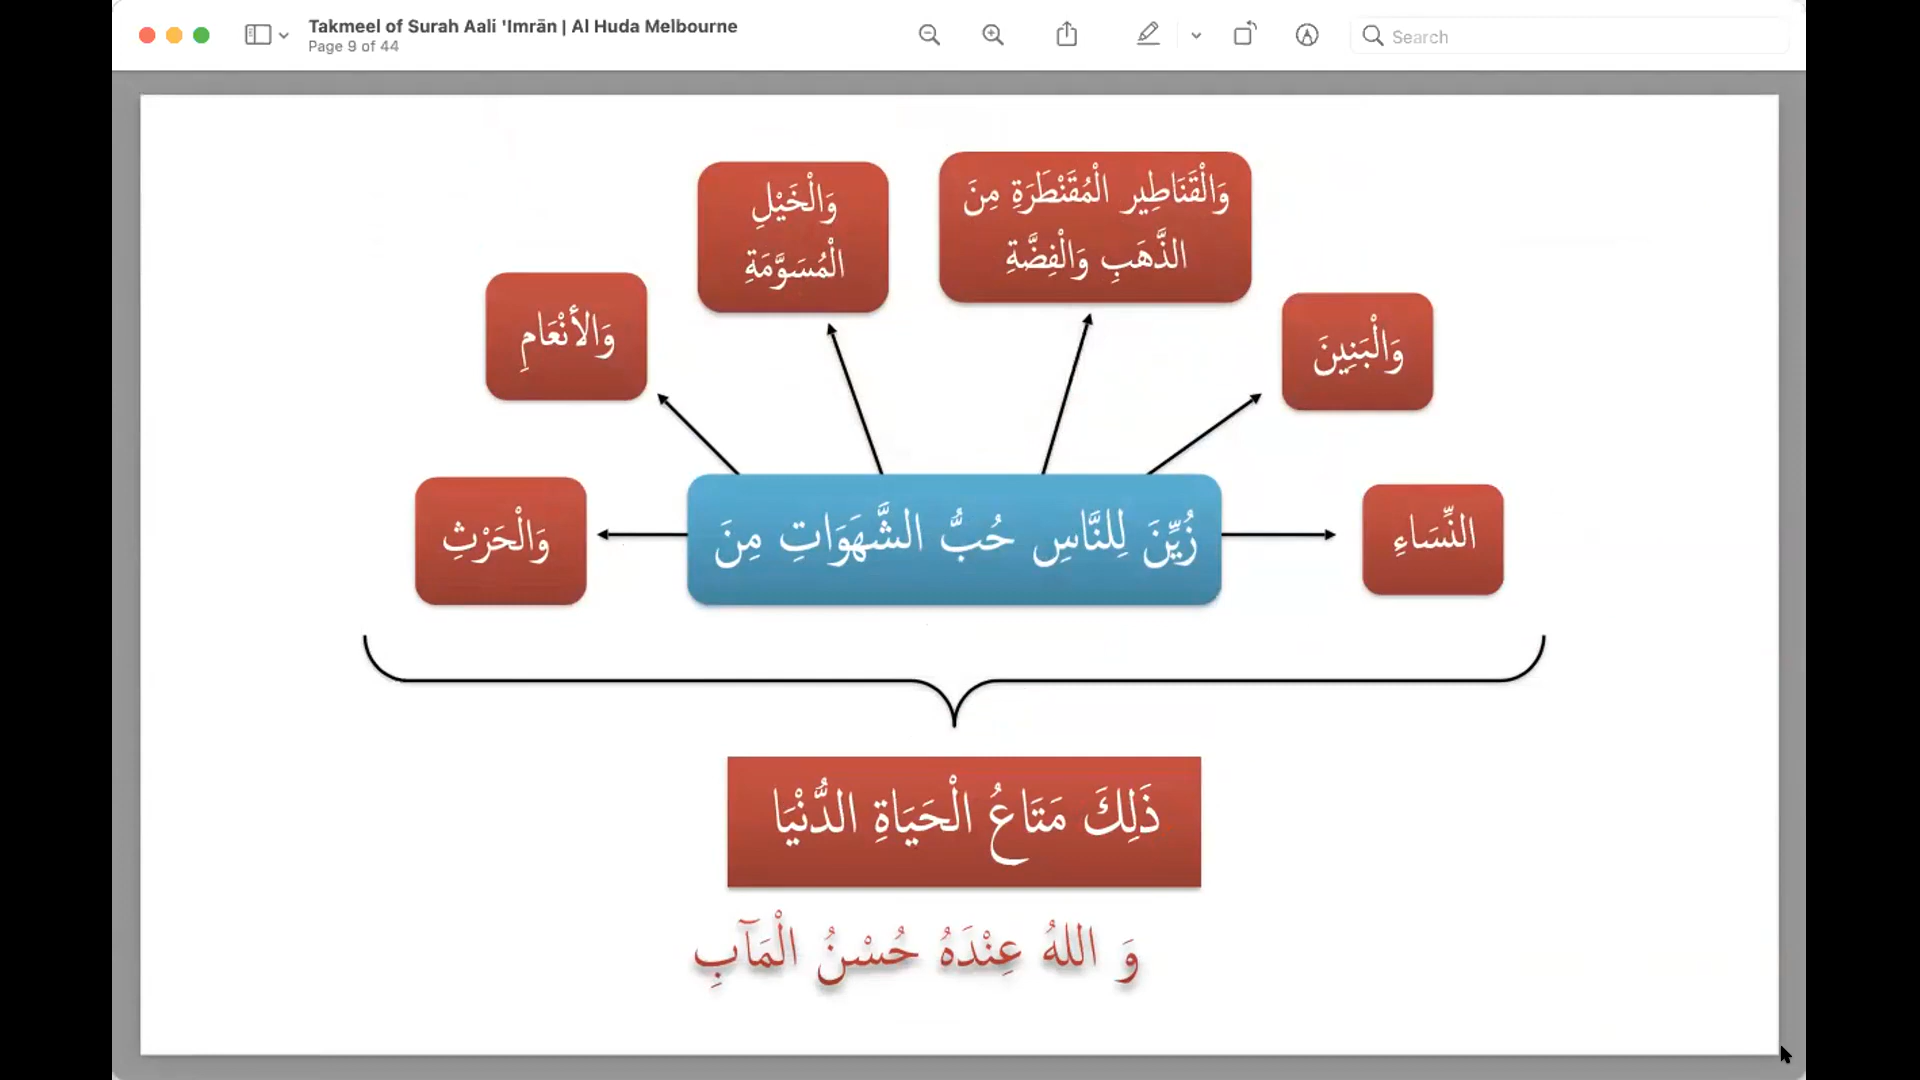 Takmeel of Surah Aali 'Imrān | Al Huda Melbourne
Page 9 of 44
Search
وَالْقَنَاطِيرِ الْمُقَنْطَرَةِ مِنَ
الذَّهَبِ وَالْفِضَّةِ
وَالْخَيْلِ
الْمُسَوَّمَةِ
وَالْبَنِينَ
وَالأَنْعَامِ
النِّسَاءِ
زُيِّنَ لِلنَّاسِ حُبُّ الشَّهَوَاتِ مِنَ
وَالْحَرْثِ
ذَلِكَ مَتَاعُ الْحَيَاةِ الدُّنْيَا
وَ اللهُ عِنْدَهُ حُسْنُ الْمَآبِ